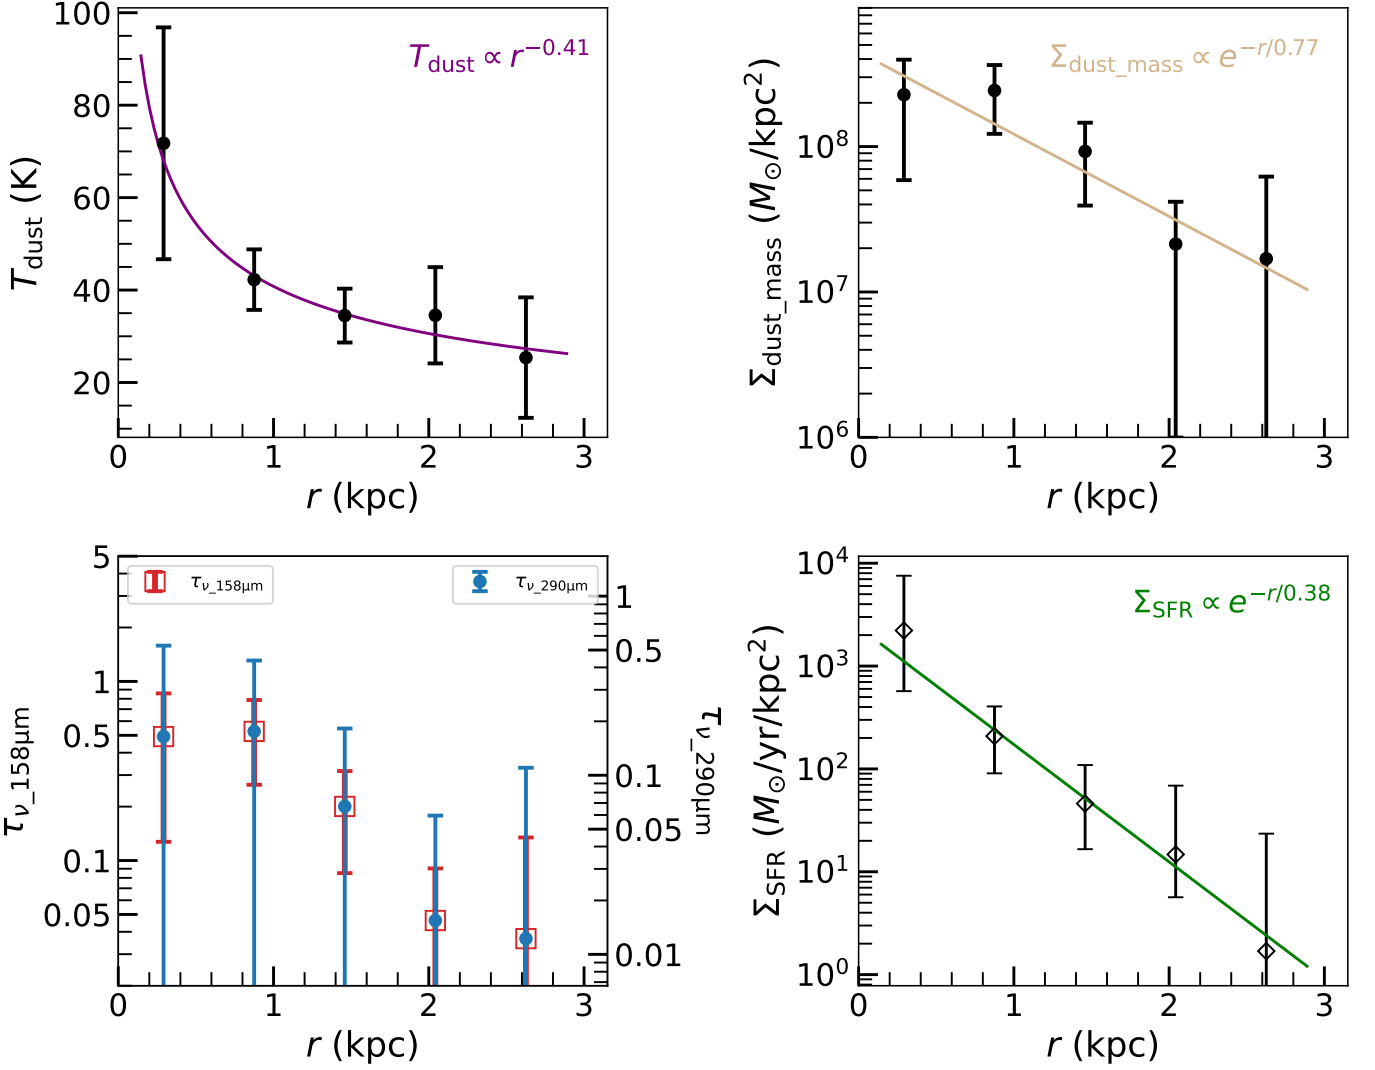 100
80
60
40
20
T_dust (K)
T_dust ∝ r^−0.41
0 1 2 3
r (kpc)
10^8
10^7
10^6
Σ_dust_mass (M_⊙/kpc^2)
Σ_dust_mass ∝ e^−r/0.77
0 1 2 3
r (kpc)
5
1
0.5
0.1
0.05
τ_ν_158μm
τ_ν_158μm
τ_ν_290μm
1
0.5
0.1
0.05
0.01
τ_ν_290μm
0 1 2 3
r (kpc)
10^4
10^3
10^2
10^1
10^0
Σ_SFR (M_⊙/yr/kpc^2)
Σ_SFR ∝ e^−r/0.38
0 1 2 3
r (kpc)